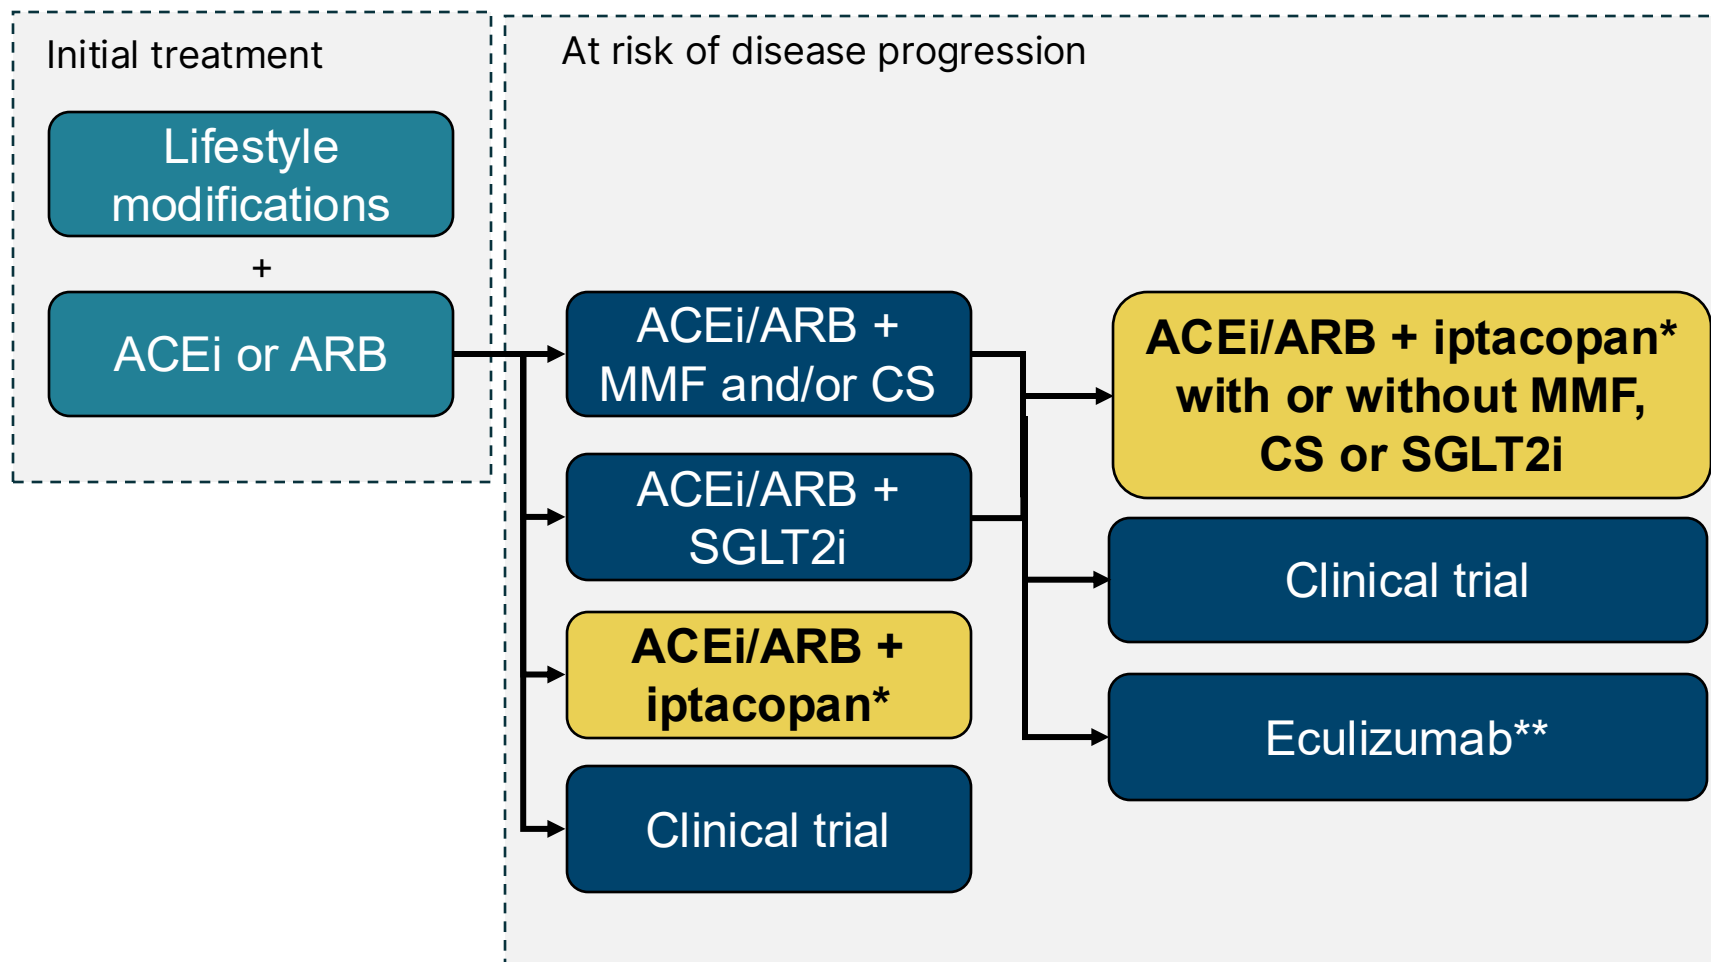 Initial treatment
Lifestyle
modifications
+
ACEi or ARB
At risk of disease progression
ACEi/ARB +
MMF and/or CS
ACEi/ARB +
SGLT2i
ACEi/ARB +
iptacopan*
Clinical trial
ACEi/ARB + iptacopan*
with or without MMF,
CS or SGLT2i
Clinical trial
Eculizumab**